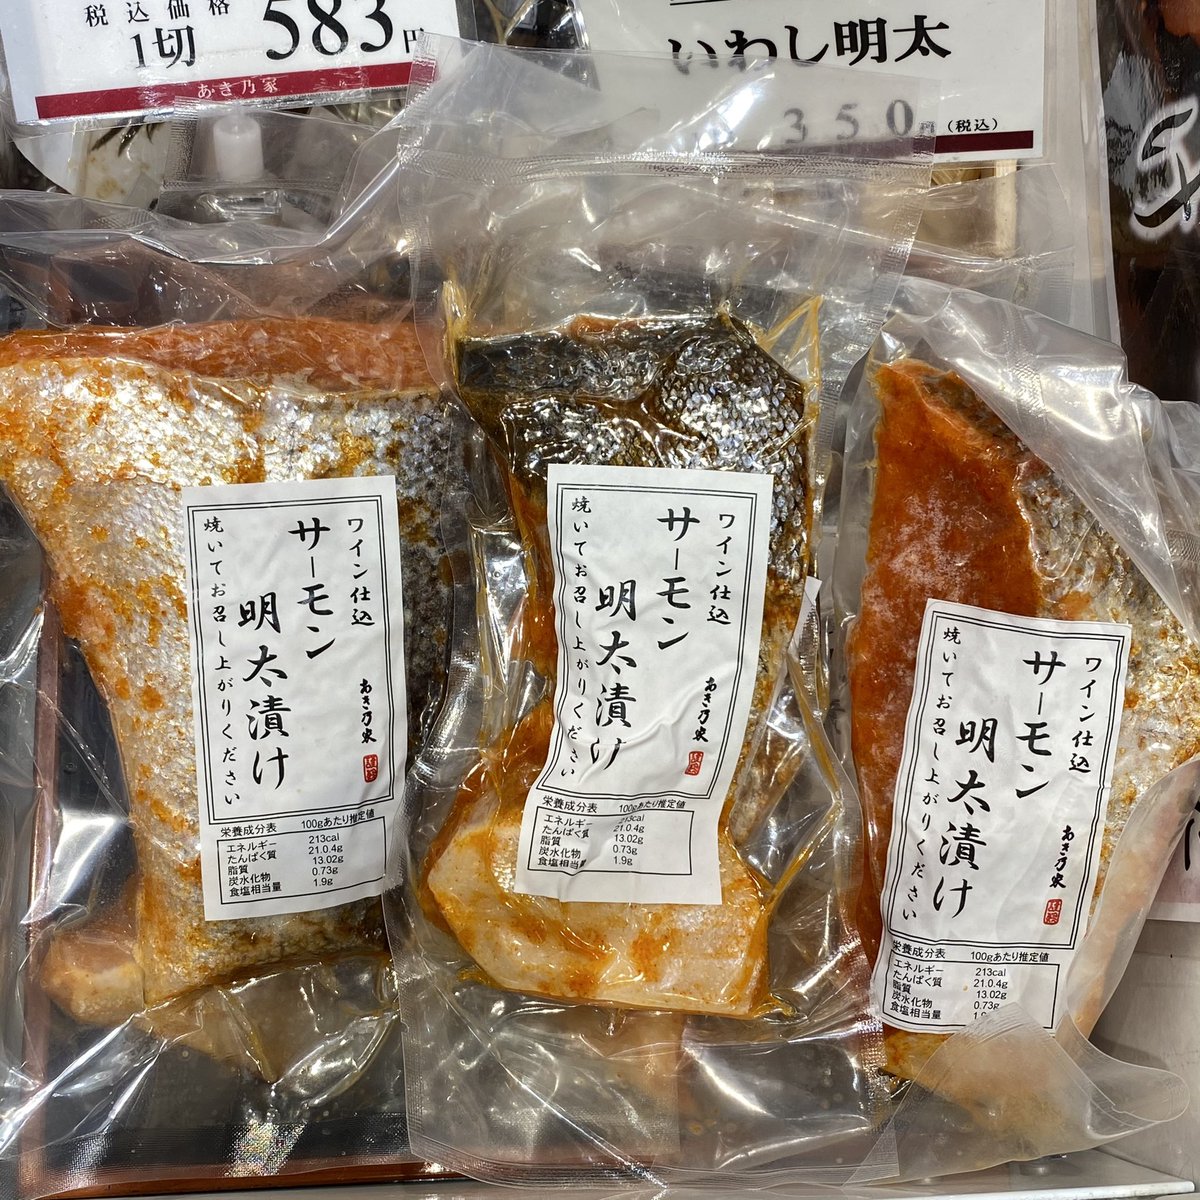 税込価格
1切 583円
あき乃家
いわし明太
350円(税込)
ワイン仕込
サーモン
明太漬け
焼いてお召し上がりください
あき乃家
栄養成分表 100gあたり推定値
エネルギー 213cal
たんぱく質 21.0.4g
脂質 13.02g
炭水化物 0.73g
食塩相当量 1.9g
ワイン仕込
サーモン
明太漬け
焼いてお召し上がりください
あき乃家
栄養成分表 100gあたり推定値
エネルギー 213cal
たんぱく質 21.0.4g
脂質 13.02g
炭水化物 0.73g
食塩相当量 1.9g
ワイン仕込
サーモン
明太漬け
焼いてお召し上がりください
あき乃家
栄養成分表 100gあたり推定値
エネルギー 213cal
たんぱく質 21.0.4g
脂質 13.02g
炭水化物 0.73g
食塩相当量